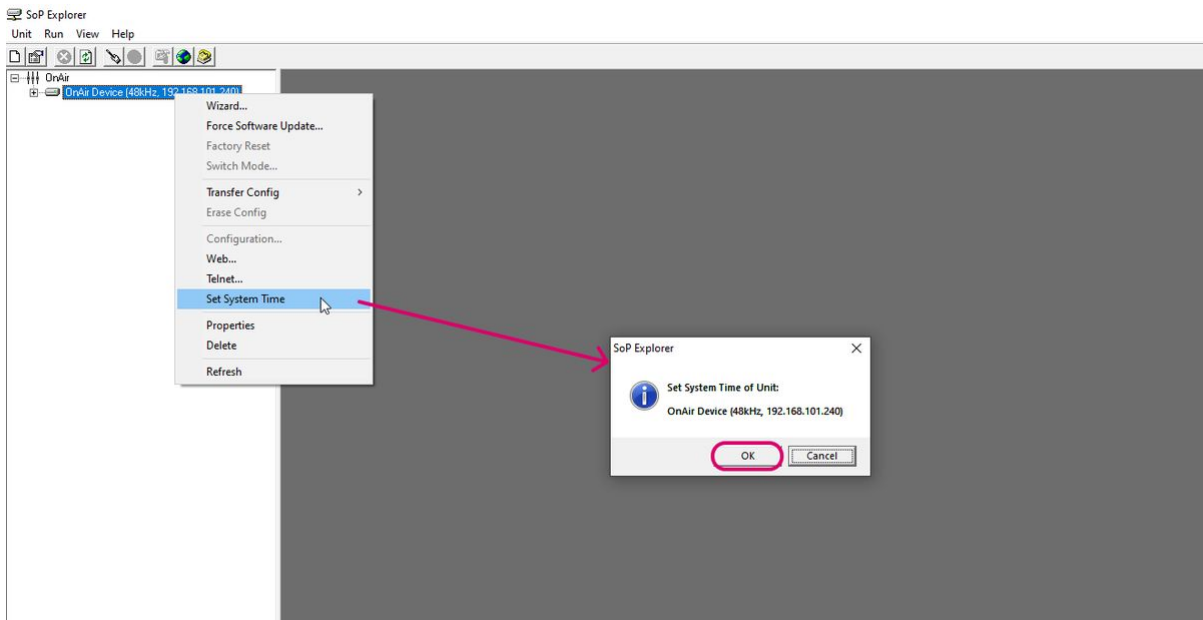 SoP Explorer
Unit Run View Help
OnAir
OnAir Device (48kHz, 192.168.101.240)
Wizard...
Force Software Update...
Factory Reset
Switch Mode...
Transfer Config
Erase Config
Configuration...
Web...
Telnet...
Set System Time
Properties
Delete
Refresh
SoP Explorer
Set System Time of Unit:
OnAir Device (48kHz, 192.168.101.240)
OK Cancel